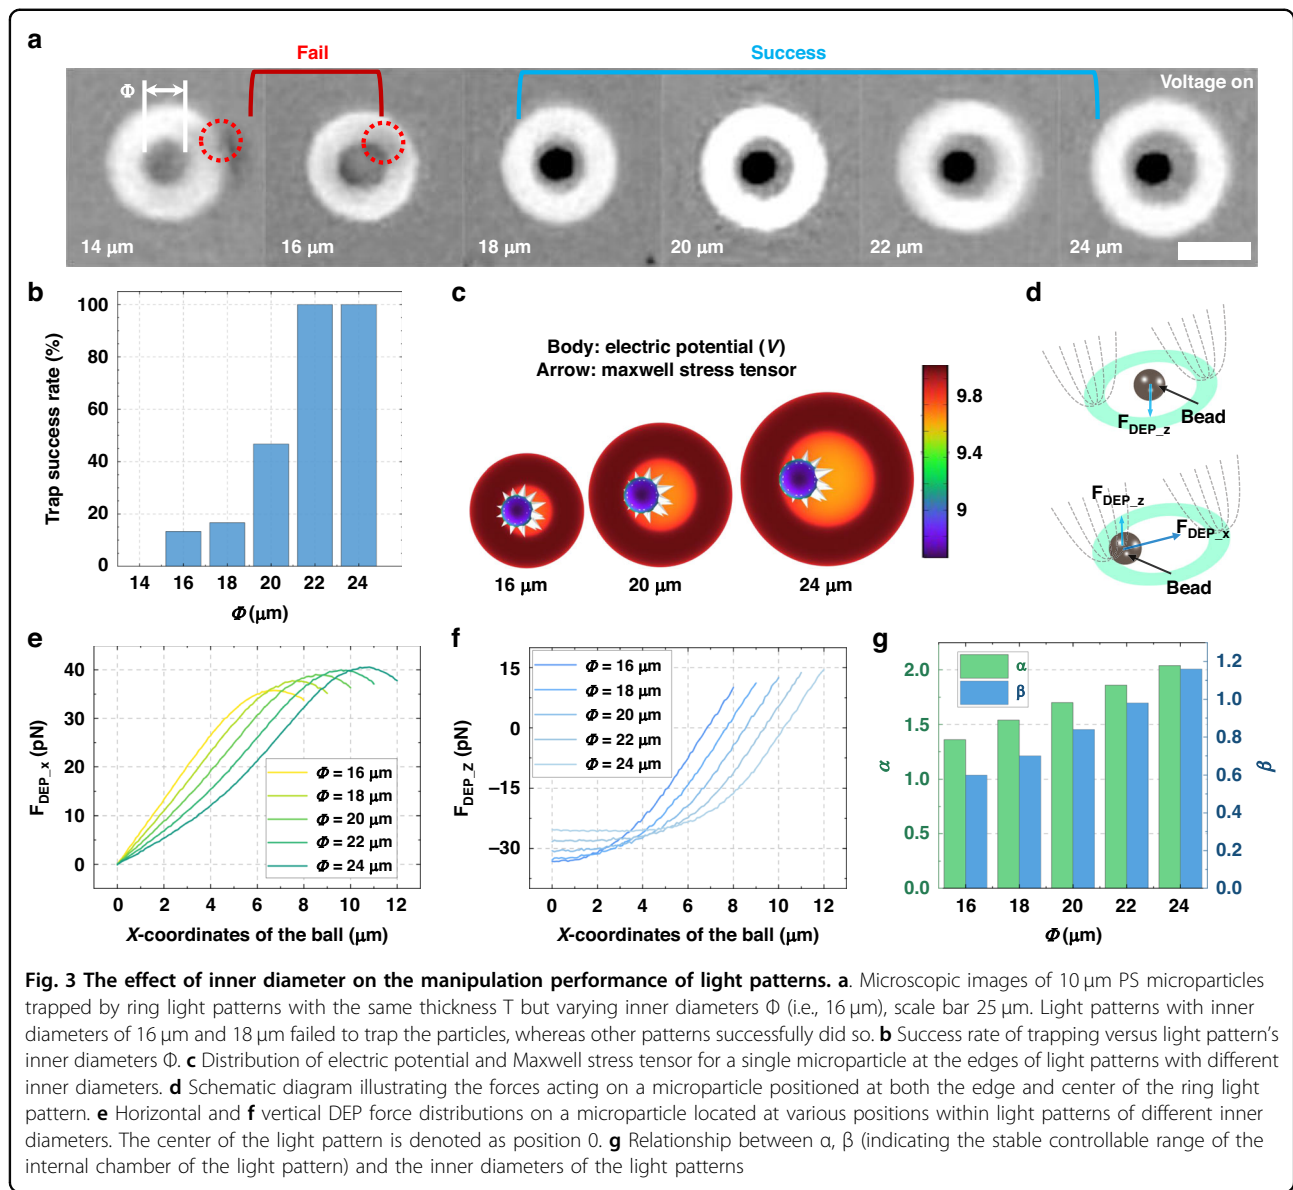 a
Fail
Success
Φ
Voltage on
14 μm
16 μm
18 μm
20 μm
22 μm
24 μm
b
Trap success rate (%)
100
80
60
40
20
0
14 16 18 20 22 24
Φ (μm)
c
Body: electric potential (V)
Arrow: maxwell stress tensor
9.8
9.4
9
16 μm
20 μm
24 μm
d
F_DEP_z
Bead
F_DEP_z
F_DEP_x
Bead
e
F_DEP_x (pN)
40
30
20
10
0
Φ = 16 μm
Φ = 18 μm
Φ = 20 μm
Φ = 22 μm
Φ = 24 μm
0 2 4 6 8 10 12
X-coordinates of the ball (μm)
f
F_DEP_Z (pN)
15
0
−15
−30
Φ = 16 μm
Φ = 18 μm
Φ = 20 μm
Φ = 22 μm
Φ = 24 μm
0 2 4 6 8 10 12
X-coordinates of the ball (μm)
g
α
2.0
1.5
1.0
0.5
0.0
α
β
1.2
1.0
0.8
0.6
0.4
0.2
0.0
β
16 18 20 22 24
Φ (μm)
Fig. 3 The effect of inner diameter on the manipulation performance of light patterns. a. Microscopic images of 10 μm PS microparticles
trapped by ring light patterns with the same thickness T but varying inner diameters Φ (i.e., 16 μm), scale bar 25 μm. Light patterns with inner
diameters of 16 μm and 18 μm failed to trap the particles, whereas other patterns successfully did so. b Success rate of trapping versus light pattern's
inner diameters Φ. c Distribution of electric potential and Maxwell stress tensor for a single microparticle at the edges of light patterns with different
inner diameters. d Schematic diagram illustrating the forces acting on a microparticle positioned at both the edge and center of the ring light
pattern. e Horizontal and f vertical DEP force distributions on a microparticle located at various positions within light patterns of different inner
diameters. The center of the light pattern is denoted as position 0. g Relationship between α, β (indicating the stable controllable range of the
internal chamber of the light pattern) and the inner diameters of the light patterns